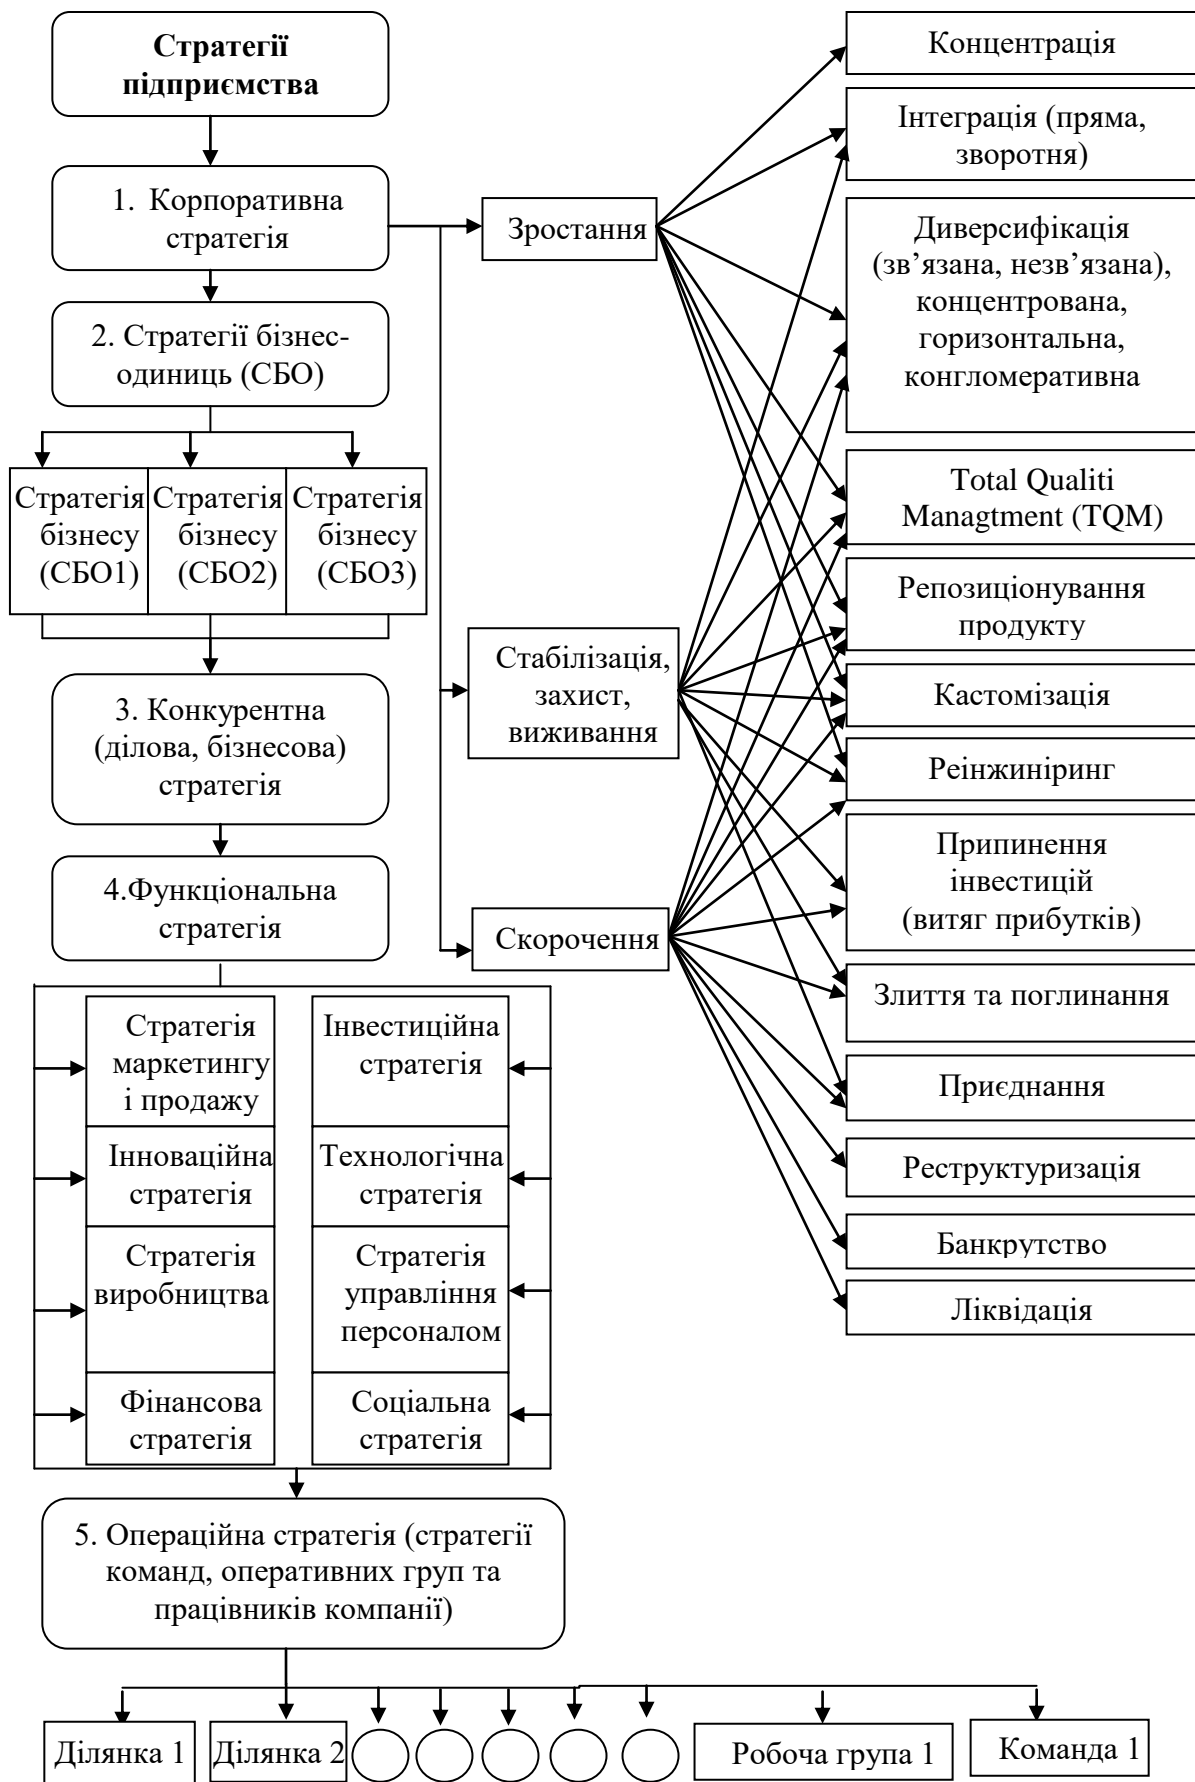 Стратегії
підприємства
1. Корпоративна
стратегія
2. Стратегії бізнес-
одиниць (СБО)
Стратегія
бізнесу
(СБО1)
Стратегія
бізнесу
(СБО2)
Стратегія
бізнесу
(СБО3)
3. Конкурентна
(ділова, бізнесова)
стратегія
4.Функціональна
стратегія
Стратегія
маркетингу
і продажу
Інноваційна
стратегія
Стратегія
виробництва
Фінансова
стратегія
Інвестиційна
стратегія
Технологічна
стратегія
Стратегія
управління
персоналом
Соціальна
стратегія
5. Операційна стратегія (стратегії
команд, оперативних груп та
працівників компанії)
Ділянка 1
Ділянка 2
Робоча група 1
Команда 1
Зростання
Стабілізація,
захист,
виживання
Скорочення
Концентрація
Інтеграція (пряма,
зворотня)
Диверсифікація
(зв’язана, незв’язана),
концентрована,
горизонтальна,
конгломеративна
Total Qualiti
Managtment (TQM)
Репозиціонування
продукту
Кастомізація
Реінжиніринг
Припинення
інвестицій
(витяг прибутків)
Злиття та поглинання
Приєднання
Реструктуризація
Банкрутство
Ліквідація